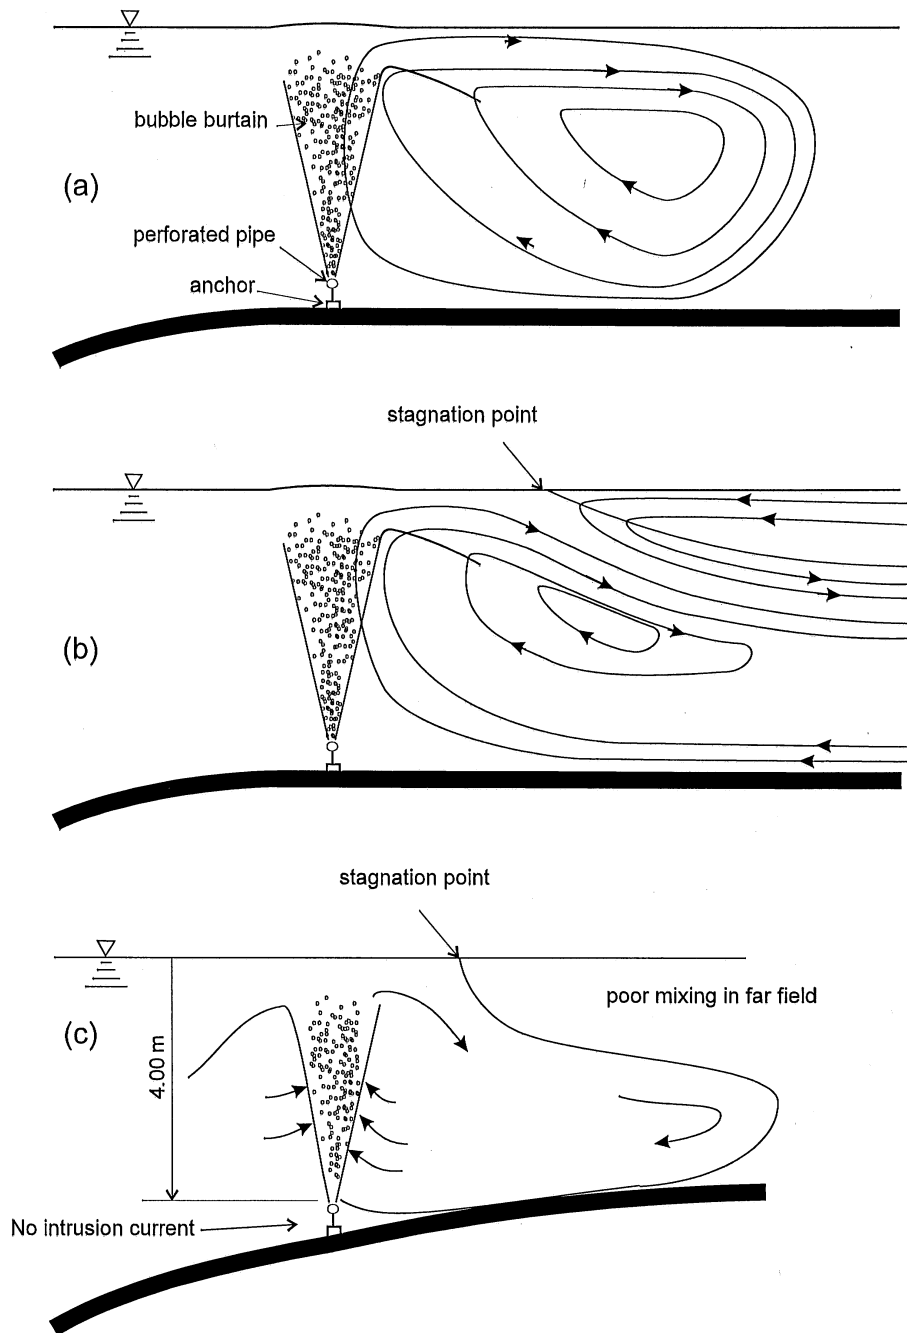 bubble burtain
(a)
perforated pipe
anchor
stagnation point
(b)
stagnation point
poor mixing in far field
(c)
4.00 m
No intrusion current